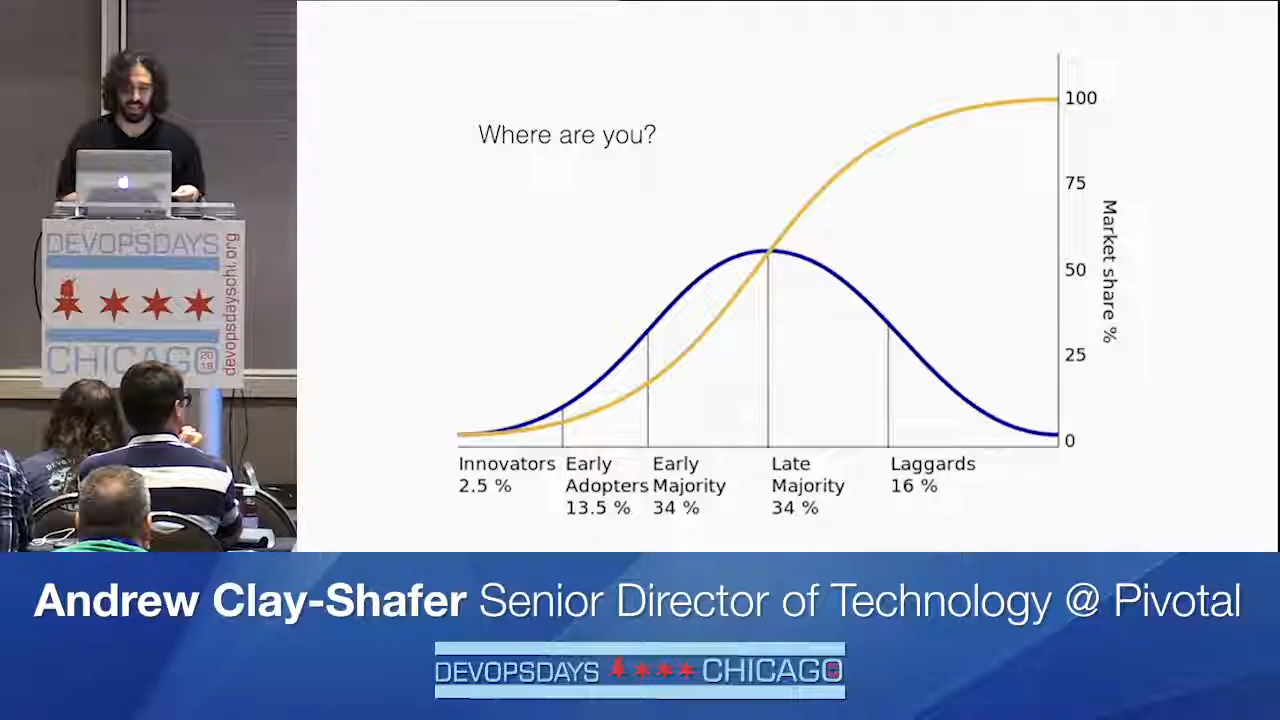 DEVOPSDAYS
CHICAGO
devopsdayschi.org
Where are you?
100
75
50
25
0
Market share %
Innovators
2.5 %
Early
Adopters
13.5 %
Early
Majority
34 %
Late
Majority
34 %
Laggards
16 %
Andrew Clay-Shafer Senior Director of Technology @ Pivotal
DEVOPSDAYS CHICAGO